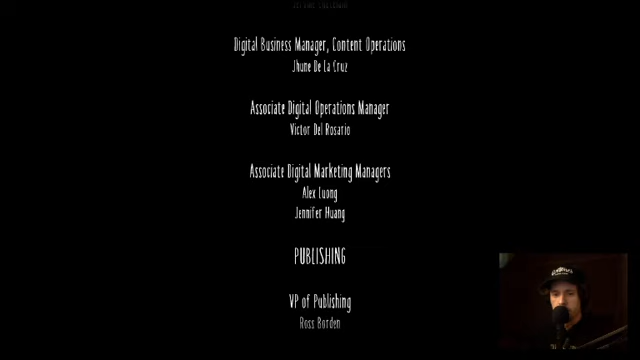 Digital Business Manager, Content Operations
Jhune De La Cruz
Associate Digital Operations Manager
Victor Del Rosario
Associate Digital Marketing Managers
Alex Luong
Jennifer Huang
PUBLISHING
VP of Publishing
Ross Borden